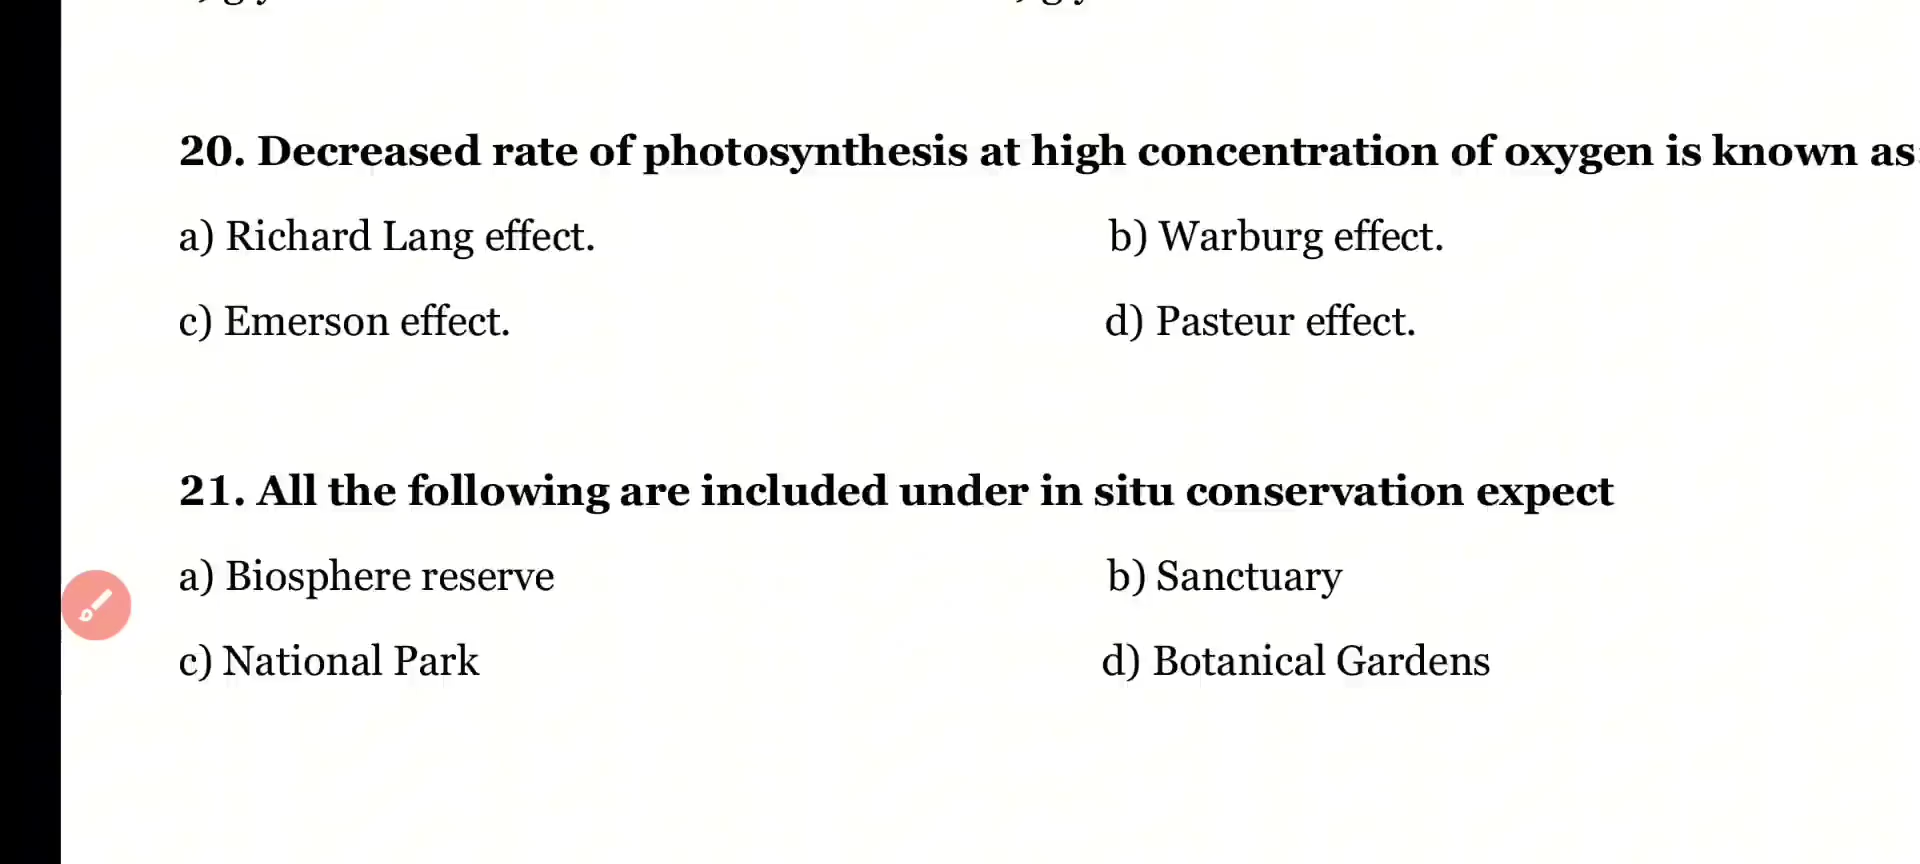 20. Decreased rate of photosynthesis at high concentration of oxygen is known as
a) Richard Lang effect. b) Warburg effect.
c) Emerson effect. d) Pasteur effect.
21. All the following are included under in situ conservation expect
a) Biosphere reserve b) Sanctuary
c) National Park d) Botanical Gardens